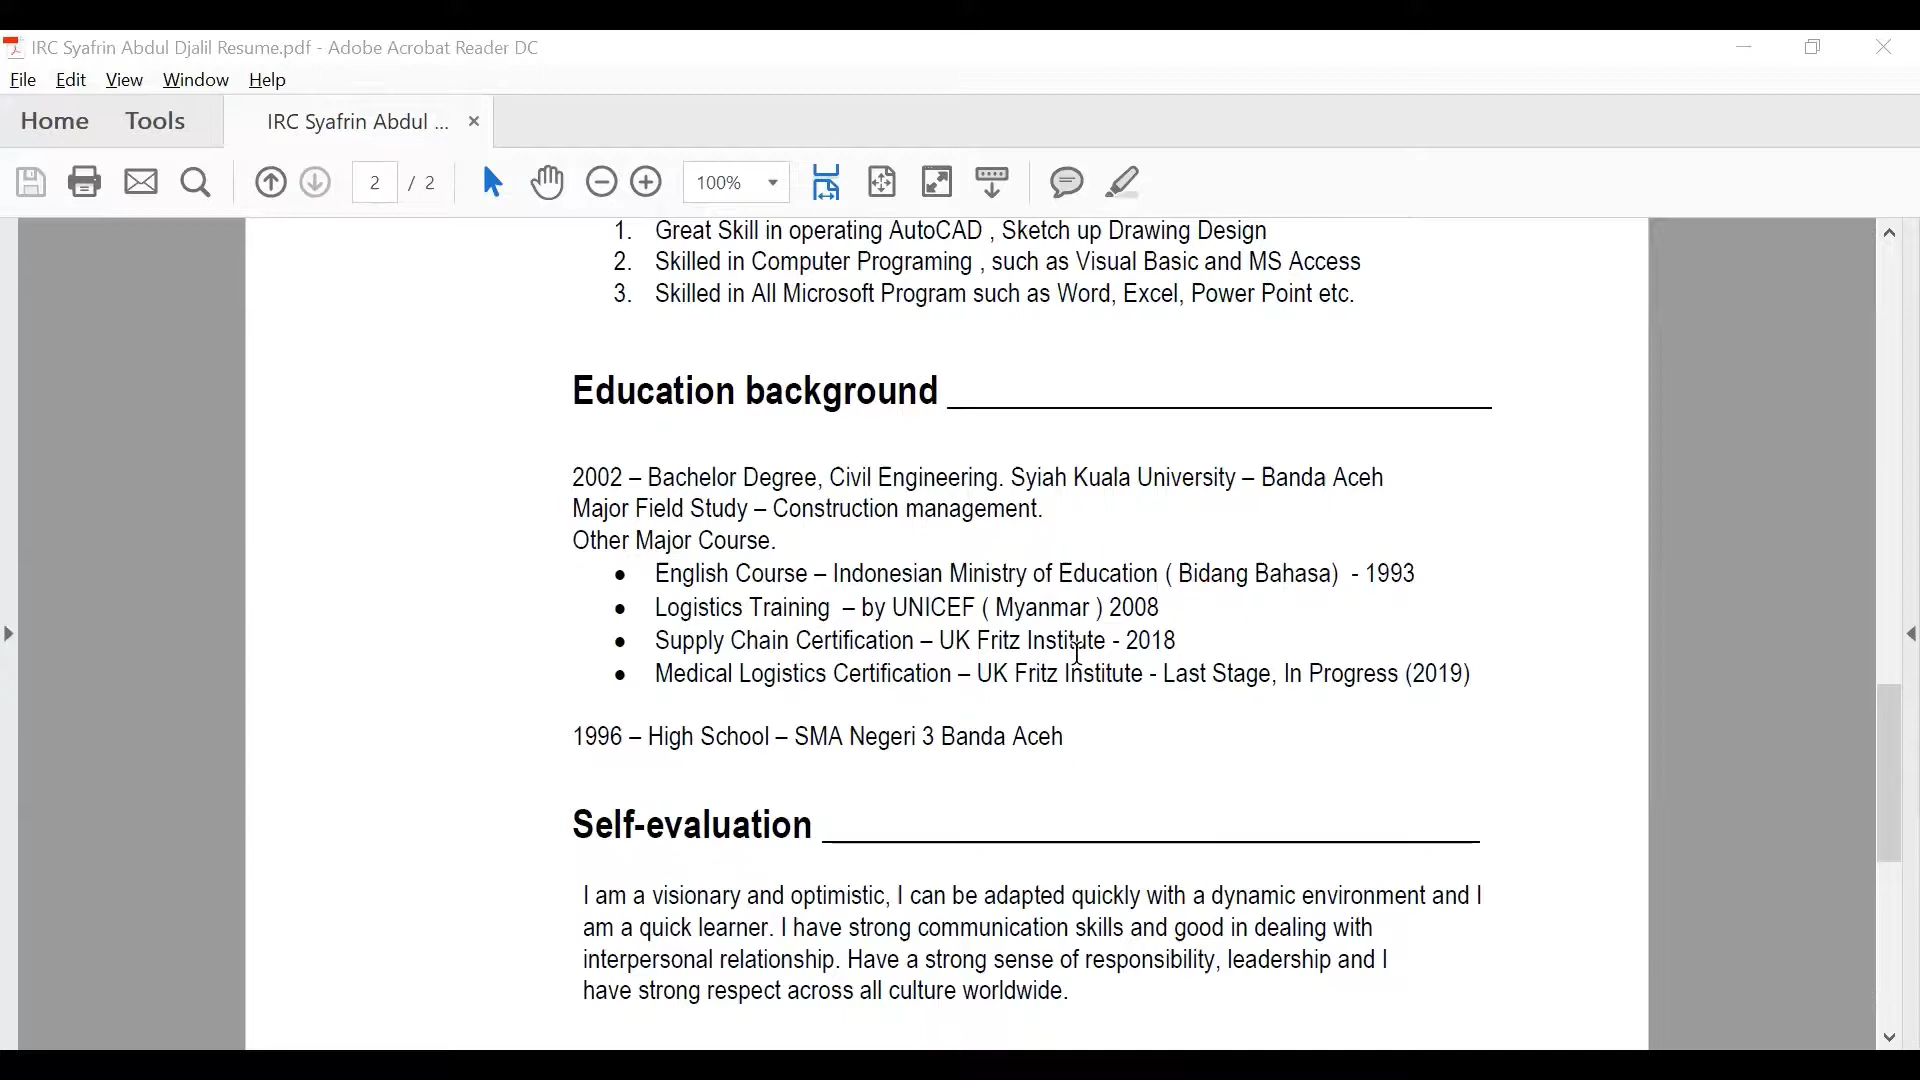 IRC Syafrin Abdul Djalil Resume.pdf - Adobe Acrobat Reader DC
File Edit View Window Help
Home Tools IRC Syafrin Abdul ... ×
2 / 2 100%
1. Great Skill in operating AutoCAD , Sketch up Drawing Design
2. Skilled in Computer Programing , such as Visual Basic and MS Access
3. Skilled in All Microsoft Program such as Word, Excel, Power Point etc.
Education background
2002 – Bachelor Degree, Civil Engineering. Syiah Kuala University – Banda Aceh
Major Field Study – Construction management.
Other Major Course.
• English Course – Indonesian Ministry of Education ( Bidang Bahasa) - 1993
• Logistics Training – by UNICEF ( Myanmar ) 2008
• Supply Chain Certification – UK Fritz Institute - 2018
• Medical Logistics Certification – UK Fritz Institute - Last Stage, In Progress (2019)
1996 – High School – SMA Negeri 3 Banda Aceh
Self-evaluation
I am a visionary and optimistic, I can be adapted quickly with a dynamic environment and I
am a quick learner. I have strong communication skills and good in dealing with
interpersonal relationship. Have a strong sense of responsibility, leadership and I
have strong respect across all culture worldwide.